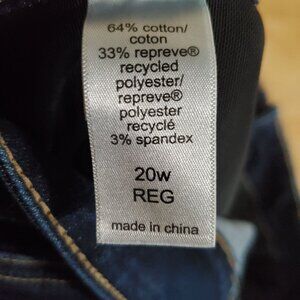 64% cotton/
coton
33% repreve®
recycled
polyester/
repreve®
polyester
recyclé
3% spandex
20w
REG
made in china